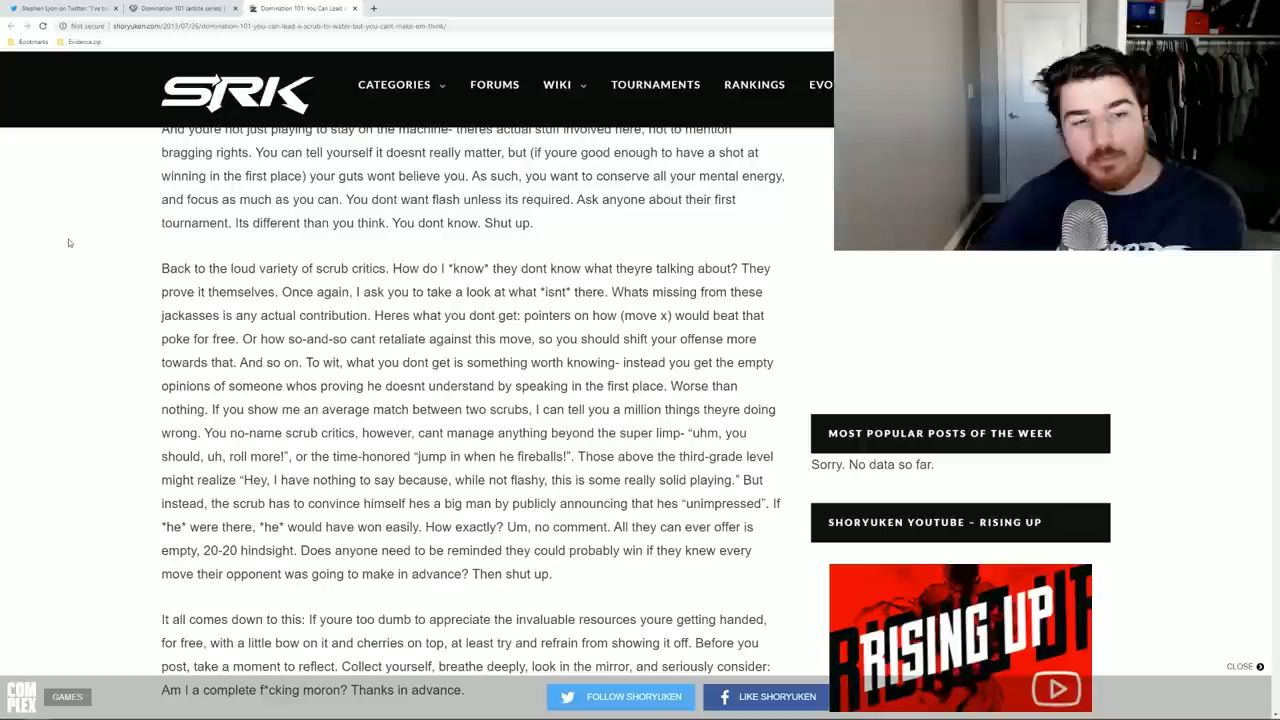 Stephen Lyon on Twitter: "I've b
Domination 101 (article series) |
Domination 101: You Can Lead a
Not secure | shoryuken.com/2013/07/26/domination-101-you-can-lead-a-scrub-to-water-but-you-cant-make-em-think/
Bookmarks
Evidence.zip
SRK
CATEGORIES
FORUMS
WIKI
TOURNAMENTS
RANKINGS
EVO
And youre not just playing to stay on the machine- theres actual stuff involved here, not to mention
bragging rights. You can tell yourself it doesnt really matter, but (if youre good enough to have a shot at
winning in the first place) your guts wont believe you. As such, you want to conserve all your mental energy,
and focus as much as you can. You dont want flash unless its required. Ask anyone about their first
tournament. Its different than you think. You dont know. Shut up.
Back to the loud variety of scrub critics. How do I *know* they dont know what theyre talking about? They
prove it themselves. Once again, I ask you to take a look at what *isnt* there. Whats missing from these
jackasses is any actual contribution. Heres what you dont get: pointers on how (move x) would beat that
poke for free. Or how so-and-so cant retaliate against this move, so you should shift your offense more
towards that. And so on. To wit, what you dont get is something worth knowing- instead you get the empty
opinions of someone whos proving he doesnt understand by speaking in the first place. Worse than
nothing. If you show me an average match between two scrubs, I can tell you a million things theyre doing
wrong. You no-name scrub critics, however, cant manage anything beyond the super limp- “uhm, you
should, uh, roll more!”, or the time-honored “jump in when he fireballs!”. Those above the third-grade level
might realize “Hey, I have nothing to say because, while not flashy, this is some really solid playing.” But
instead, the scrub has to convince himself hes a big man by publicly announcing that hes “unimpressed”. If
*he* were there, *he* would have won easily. How exactly? Um, no comment. All they can ever offer is
empty, 20-20 hindsight. Does anyone need to be reminded they could probably win if they knew every
move their opponent was going to make in advance? Then shut up.
It all comes down to this: If youre too dumb to appreciate the invaluable resources youre getting handed,
for free, with a little bow on it and cherries on top, at least try and refrain from showing it off. Before you
post, take a moment to reflect. Collect yourself, breathe deeply, look in the mirror, and seriously consider:
Am I a complete f*cking moron? Thanks in advance.
MOST POPULAR POSTS OF THE WEEK
Sorry. No data so far.
SHORYUKEN YOUTUBE – RISING UP
RISING UP
CLOSE
COM
PLEX
GAMES
FOLLOW SHORYUKEN
LIKE SHORYUKEN